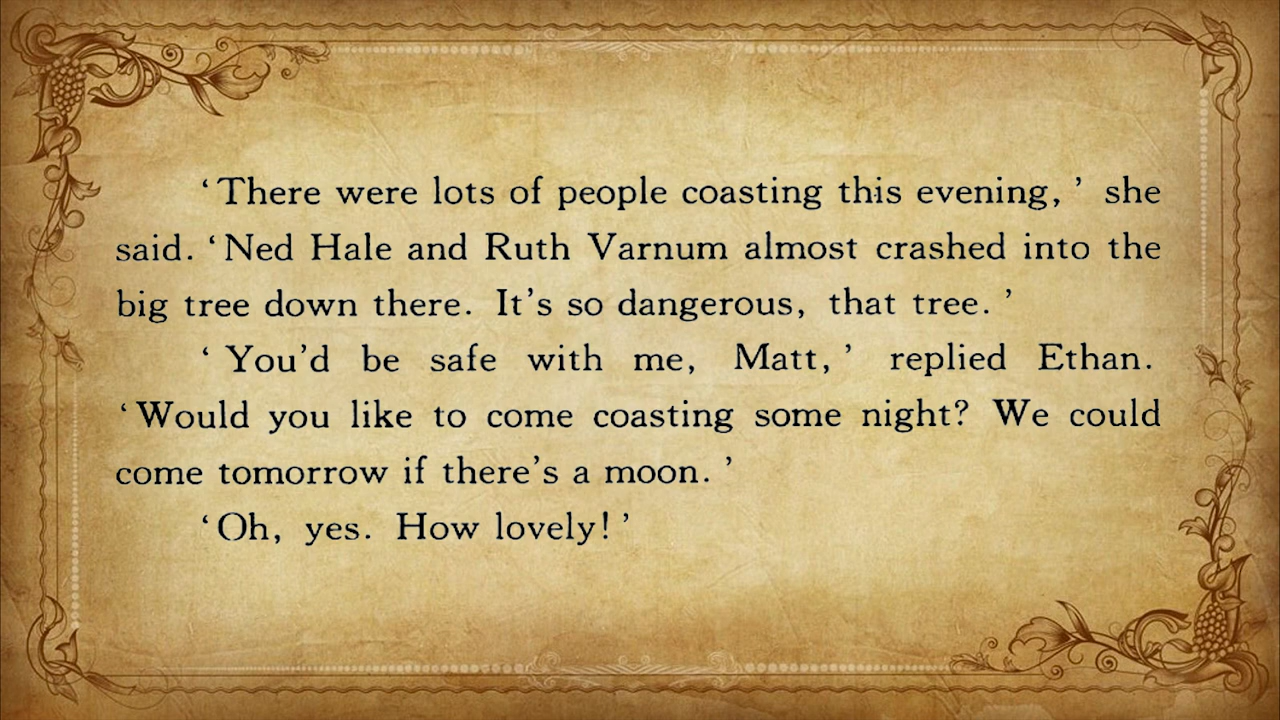 ‘There were lots of people coasting this evening,’ she
said. ‘Ned Hale and Ruth Varnum almost crashed into the
big tree down there. It’s so dangerous, that tree.’
‘You’d be safe with me, Matt,’ replied Ethan.
‘Would you like to come coasting some night? We could
come tomorrow if there’s a moon.’
‘Oh, yes. How lovely!’